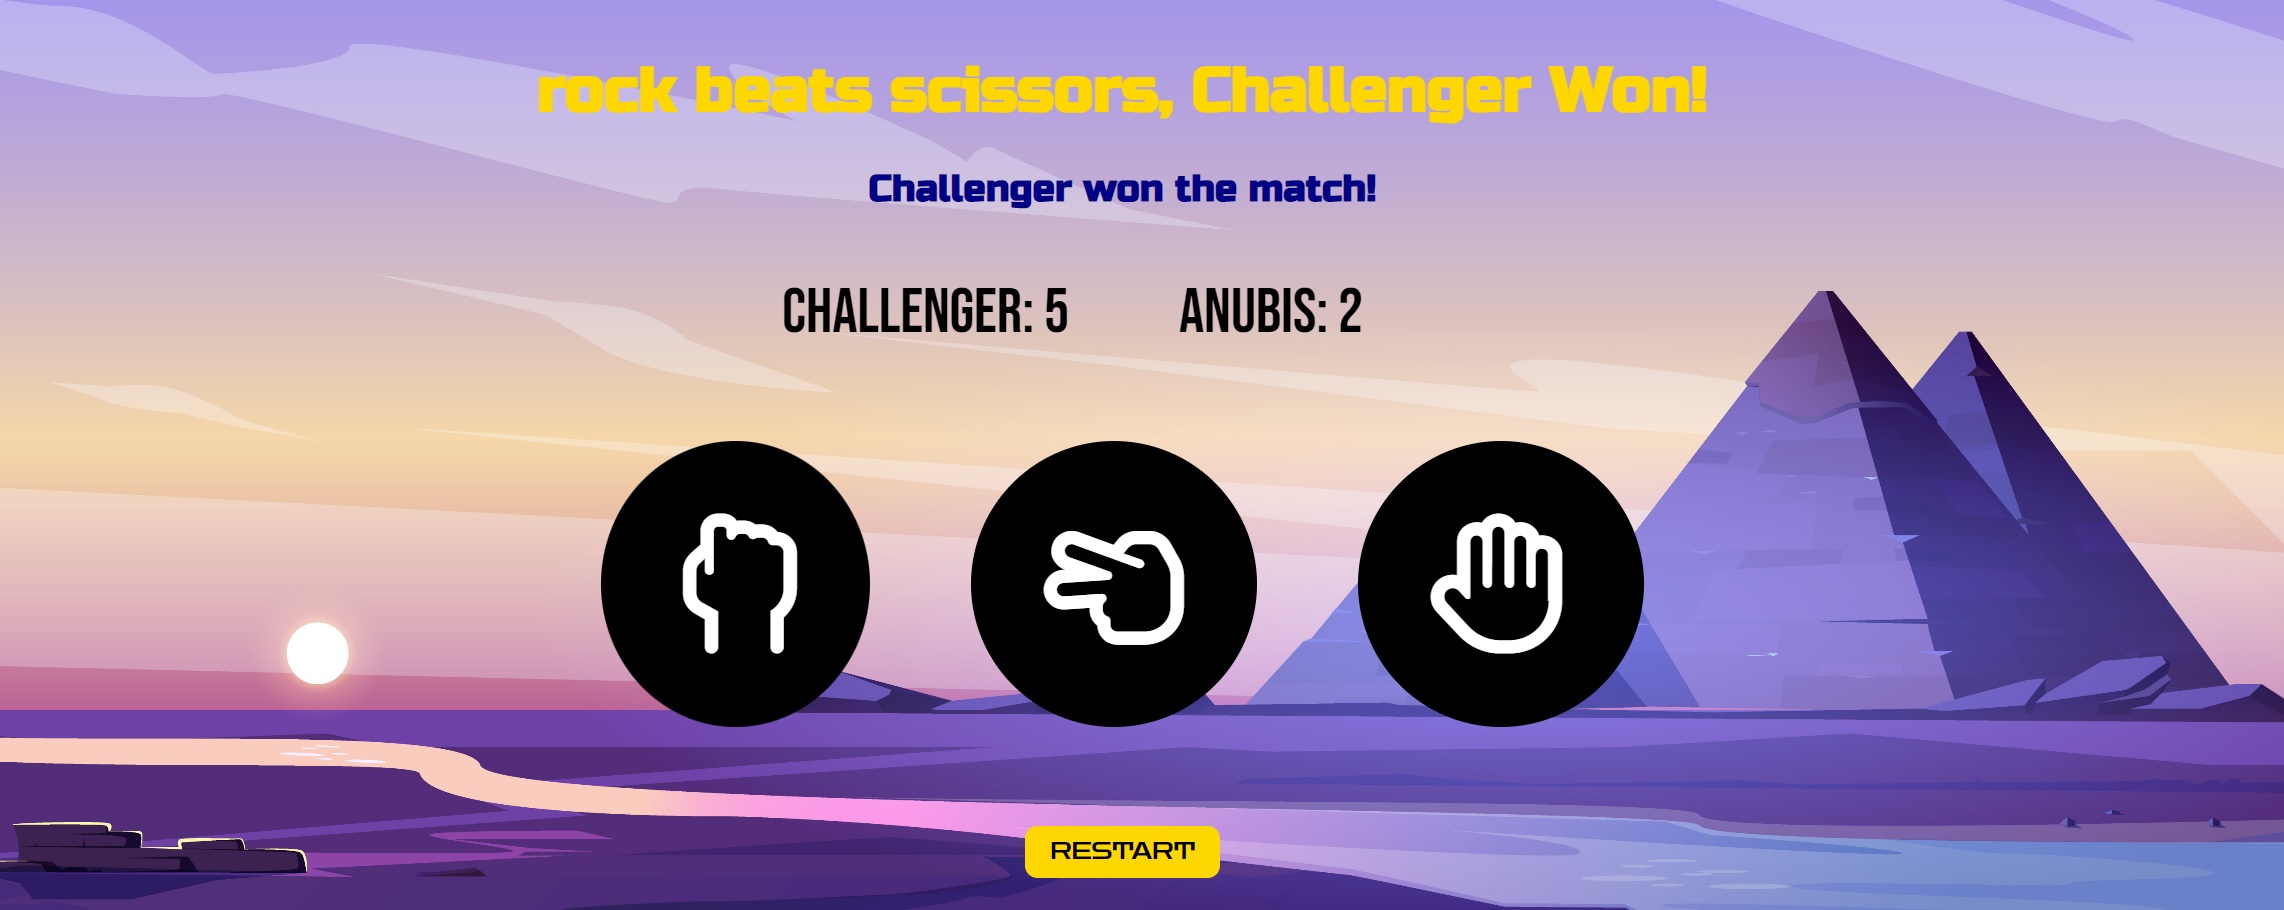 rock beats scissors, Challenger Won!
Challenger won the match!
CHALLENGER: 5 ANUBIS: 2
RESTART